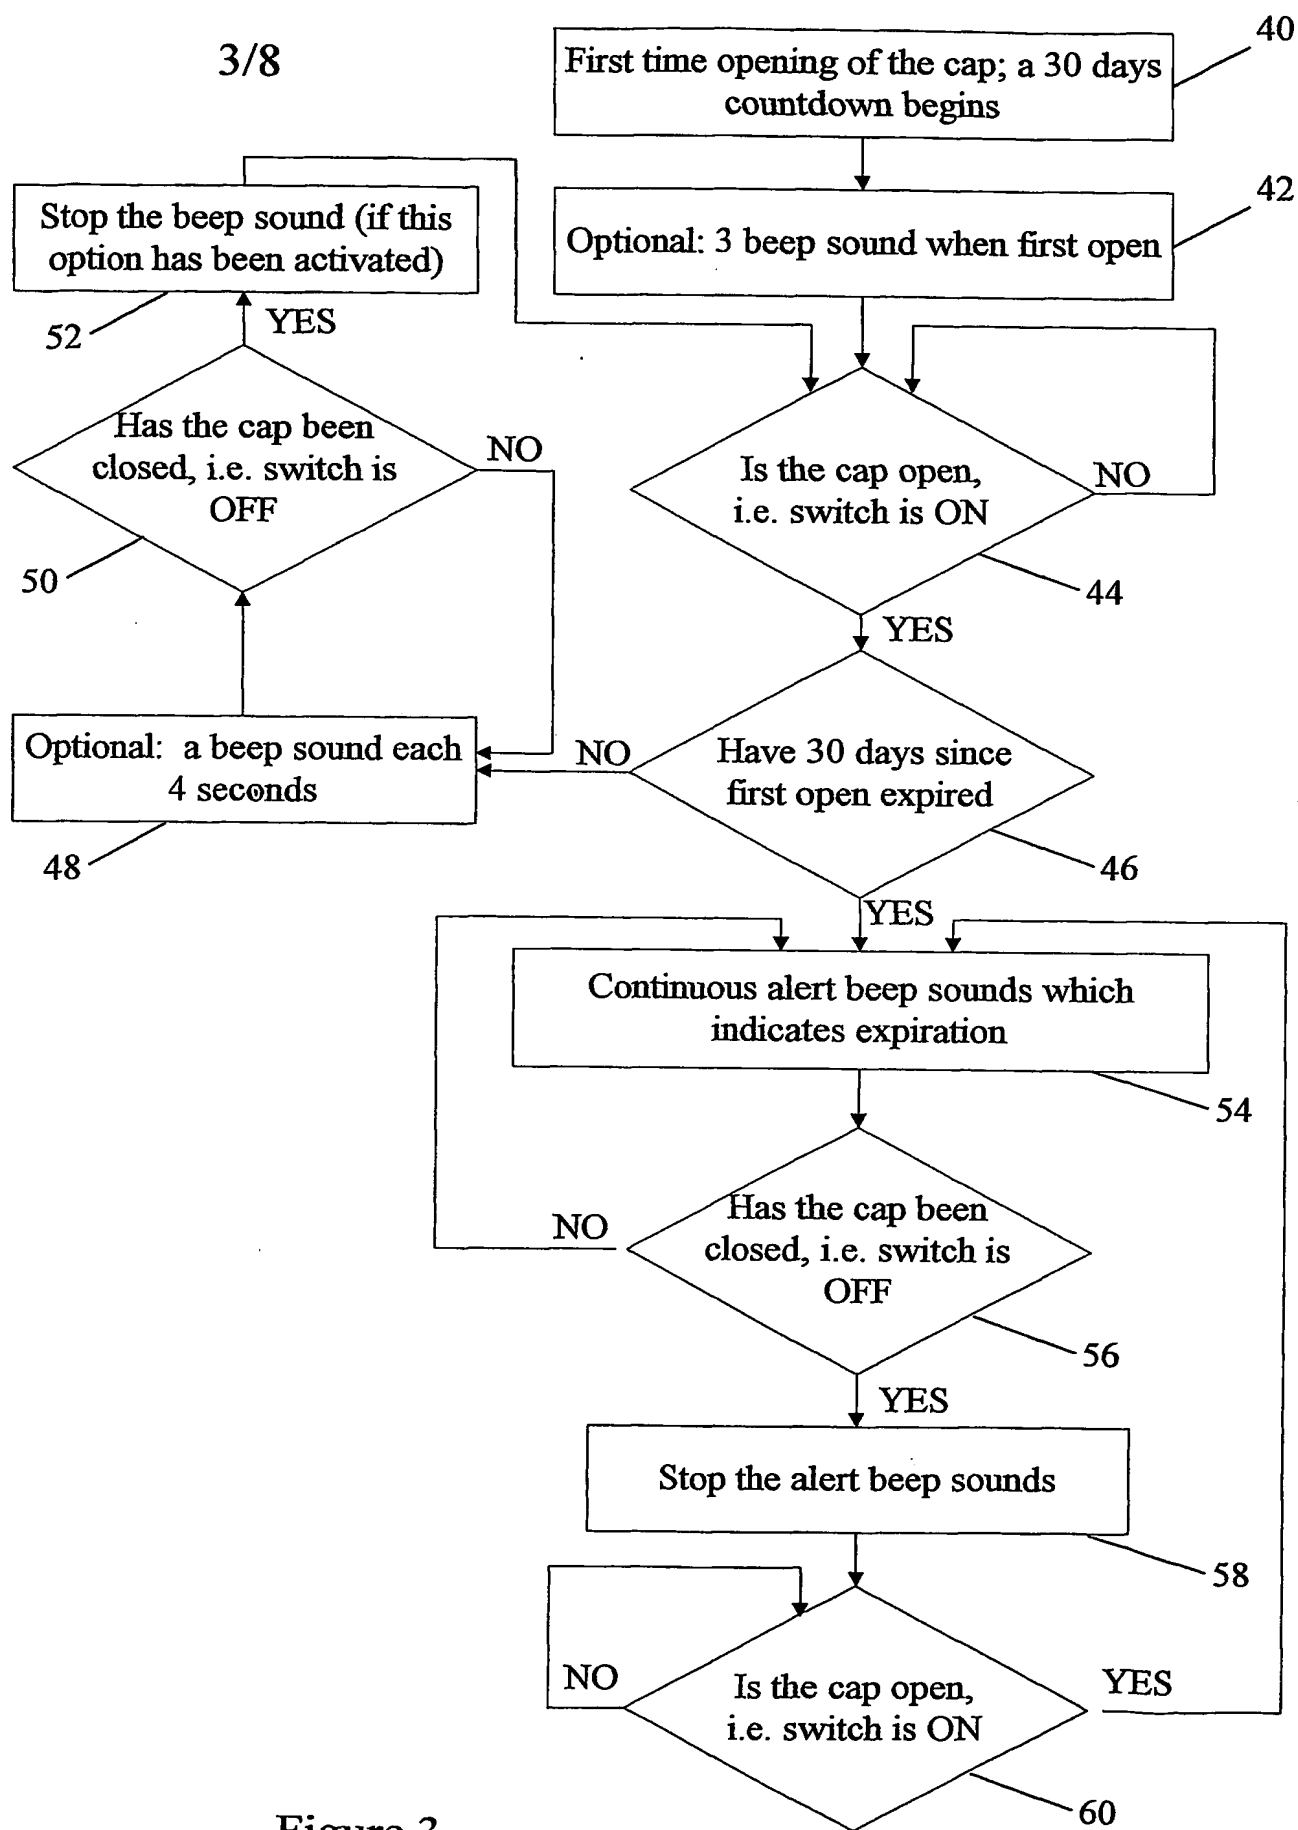 3/8
40
First time opening of the cap; a 30 days
countdown begins
42
Optional: 3 beep sound when first open
Stop the beep sound (if this
option has been activated)
52
YES
Has the cap been
closed, i.e. switch is
OFF
NO
50
Is the cap open,
i.e. switch is ON
NO
44
YES
Optional: a beep sound each
4 seconds
48
NO
Have 30 days since
first open expired
46
YES
Continuous alert beep sounds which
indicates expiration
54
Has the cap been
closed, i.e. switch is
OFF
NO
56
YES
Stop the alert beep sounds
58
NO
Is the cap open,
i.e. switch is ON
YES
60
Figure